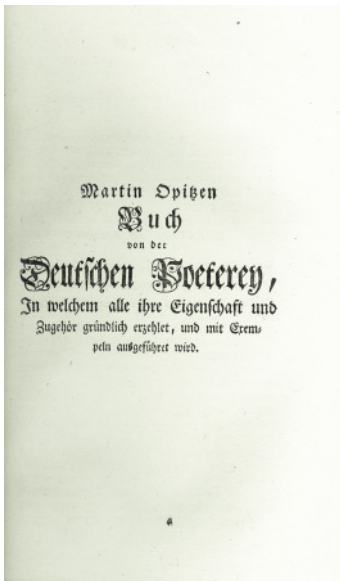 Martin Opitzen
Buch
von der
Deutschen Poeterey,
In welchem alle ihre Eigenschaft und
Zugehör gründlich erzehlet, und mit Exem-
peln ausgeführet wird.
a